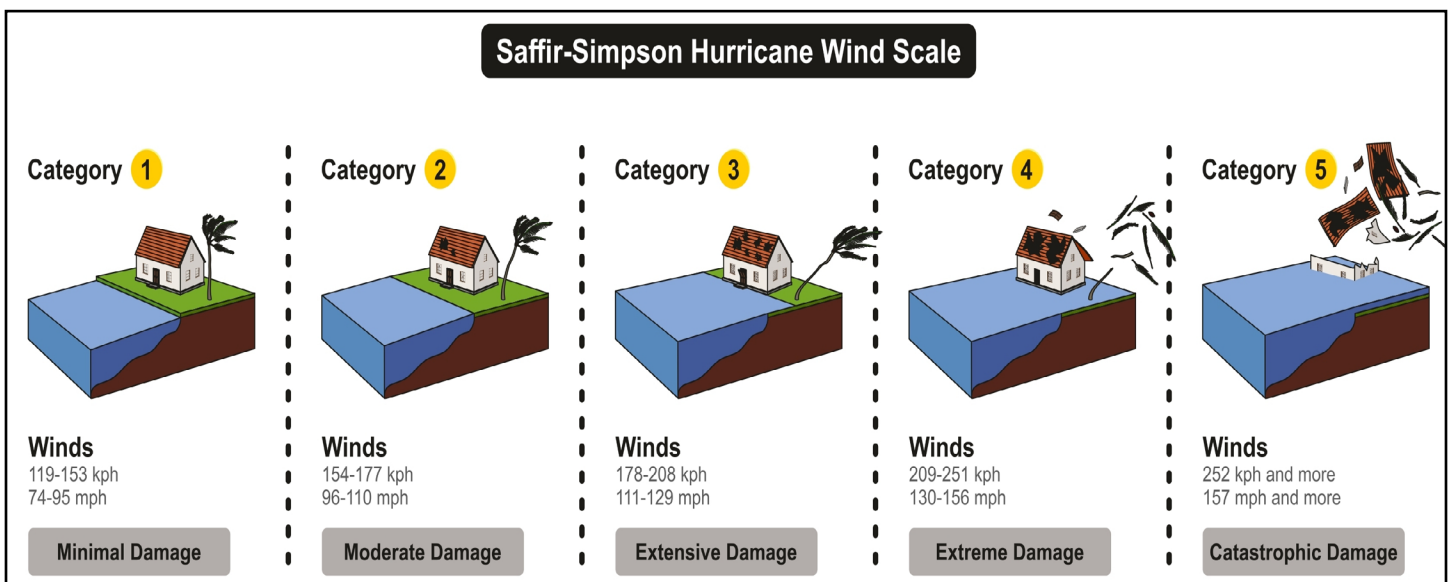 Saffir-Simpson Hurricane Wind Scale
Category 1
Category 2
Category 3
Category 4
Category 5
Winds
119-153 kph
74-95 mph
Minimal Damage
Winds
154-177 kph
96-110 mph
Moderate Damage
Winds
178-208 kph
111-129 mph
Extensive Damage
Winds
209-251 kph
130-156 mph
Extreme Damage
Winds
252 kph and more
157 mph and more
Catastrophic Damage